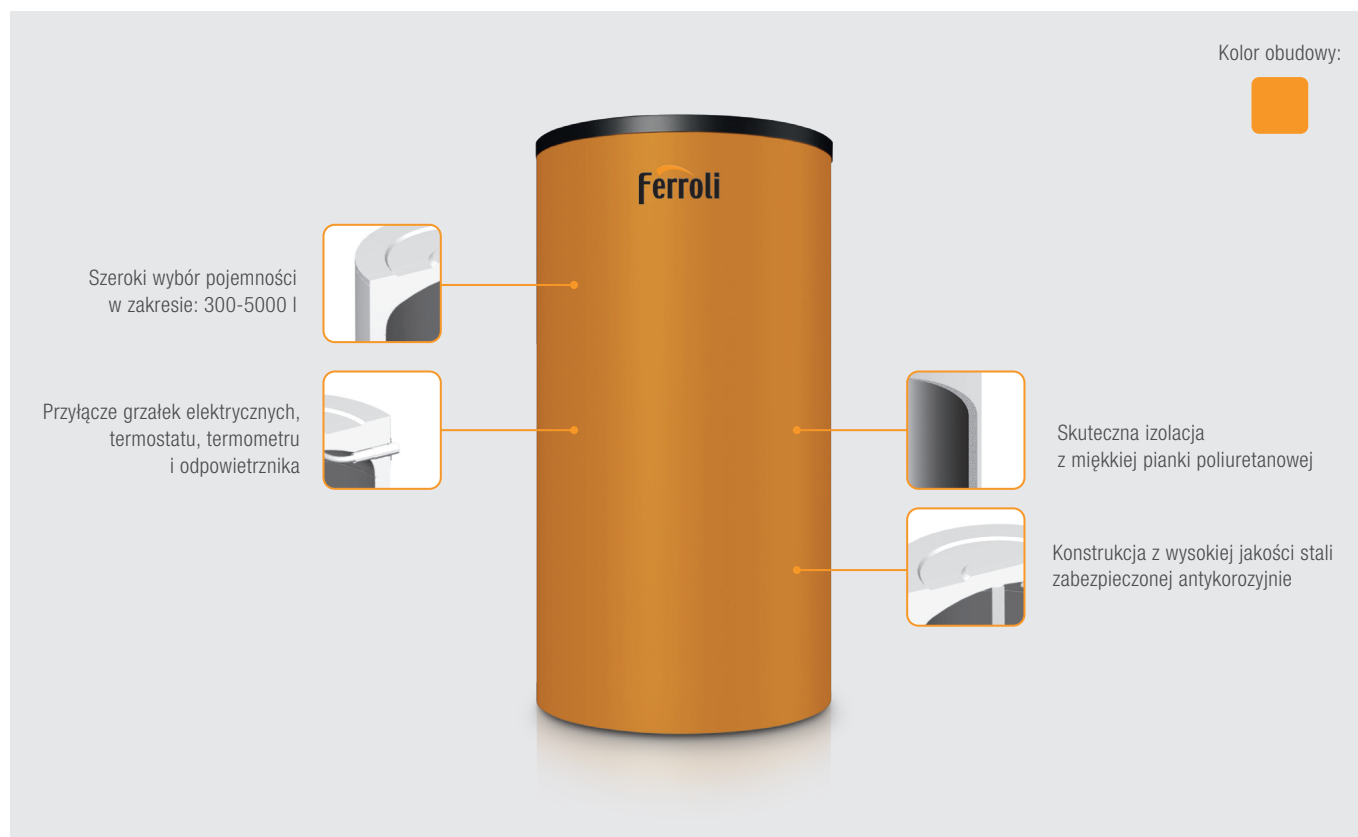 Kolor obudowy:
Ferroli
Szeroki wybór pojemności
w zakresie: 300-5000 l
Przyłącze grzałek elektrycznych,
termostatu, termometru
i odpowietrznika
Skuteczna izolacja
z miękkiej pianki poliuretanowej
Konstrukcja z wysokiej jakości stali
zabezpieczonej antykorozyjnie